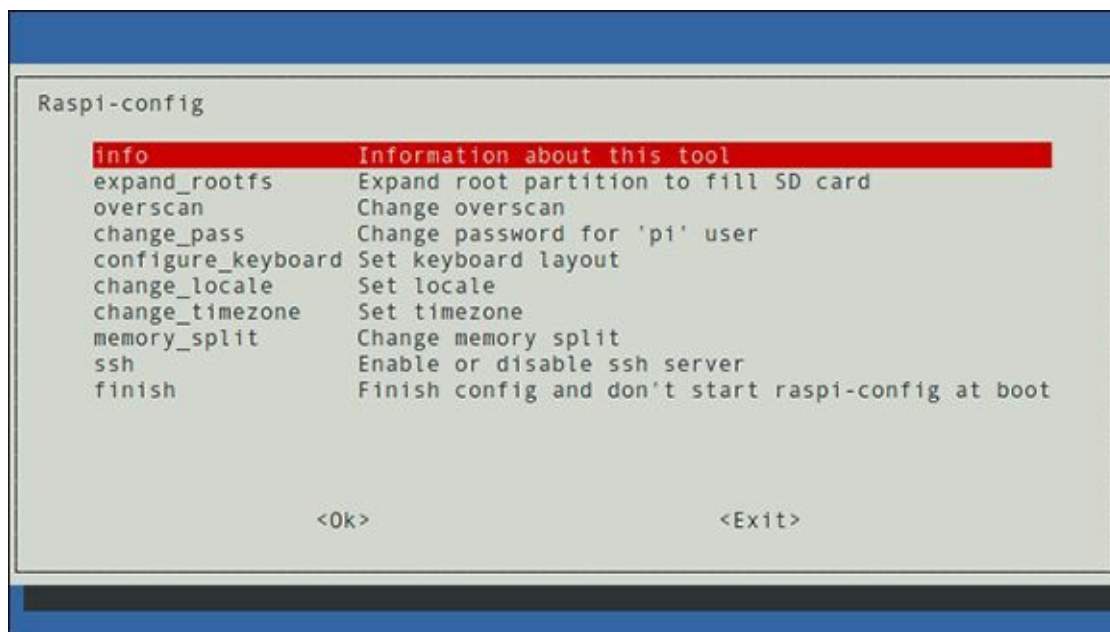 Raspi-config
info Information about this tool
expand_rootfs Expand root partition to fill SD card
overscan Change overscan
change_pass Change password for 'pi' user
configure_keyboard Set keyboard layout
change_locale Set locale
change_timezone Set timezone
memory_split Change memory split
ssh Enable or disable ssh server
finish Finish config and don't start raspi-config at boot
<Ok> <Exit>